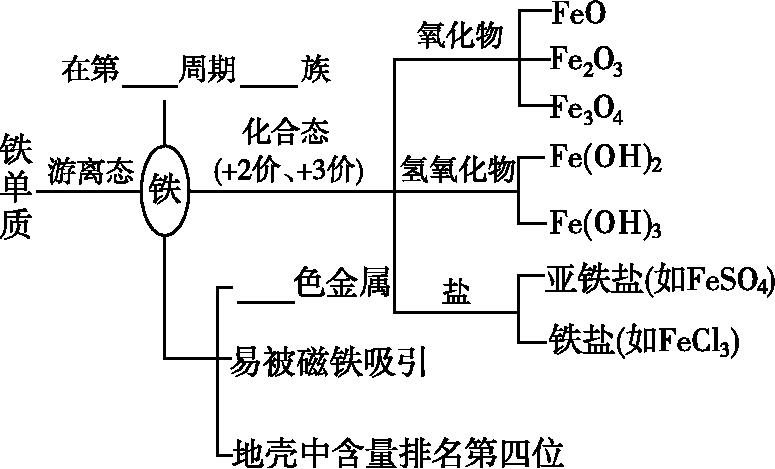 氧化物
FeO
Fe₂O₃
Fe₃O₄
在第____周期____族
化合态
(+2价、+3价)
铁单质
游离态
铁
氢氧化物
Fe(OH)₂
Fe(OH)₃
盐
亚铁盐(如FeSO₄)
铁盐(如FeCl₃)
____色金属
易被磁铁吸引
地壳中含量排名第四位